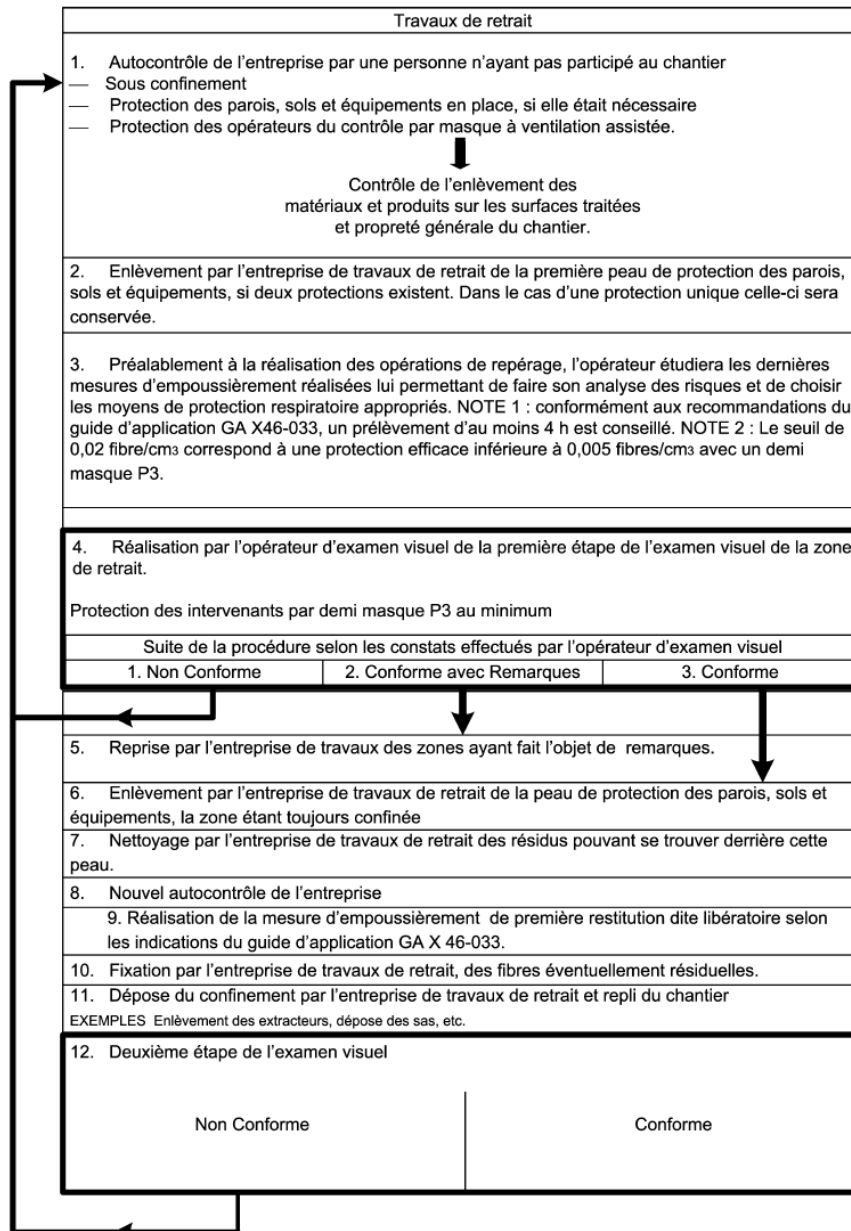 Travaux de retrait
1. Autocontrôle de l'entreprise par une personne n'ayant pas participé au chantier
— Sous confinement
— Protection des parois, sols et équipements en place, si elle était nécessaire
— Protection des opérateurs du contrôle par masque à ventilation assistée.
Contrôle de l'enlèvement des
matériaux et produits sur les surfaces traitées
et propreté générale du chantier.
2. Enlèvement par l'entreprise de travaux de retrait de la première peau de protection des parois,
sols et équipements, si deux protections existent. Dans le cas d'une protection unique celle-ci sera
conservée.
3. Préalablement à la réalisation des opérations de repérage, l'opérateur étudiera les dernières
mesures d'empoussièrement réalisées lui permettant de faire son analyse des risques et de choisir
les moyens de protection respiratoire appropriés. NOTE 1 : conformément aux recommandations du
guide d'application GA X46-033, un prélèvement d'au moins 4 h est conseillé. NOTE 2 : Le seuil de
0,02 fibre/cm3 correspond à une protection efficace inférieure à 0,005 fibres/cm3 avec un demi
masque P3.
4. Réalisation par l'opérateur d'examen visuel de la première étape de l'examen visuel de la zone
de retrait.
Protection des intervenants par demi masque P3 au minimum
Suite de la procédure selon les constats effectués par l'opérateur d'examen visuel
1. Non Conforme 2. Conforme avec Remarques 3. Conforme
5. Reprise par l'entreprise de travaux des zones ayant fait l'objet de remarques.
6. Enlèvement par l'entreprise de travaux de retrait de la peau de protection des parois, sols et
équipements, la zone étant toujours confinée
7. Nettoyage par l'entreprise de travaux de retrait des résidus pouvant se trouver derrière cette
peau.
8. Nouvel autocontrôle de l'entreprise
9. Réalisation de la mesure d'empoussièrement de première restitution dite libératoire selon
les indications du guide d'application GA X 46-033.
10. Fixation par l'entreprise de travaux de retrait, des fibres éventuellement résiduelles.
11. Dépose du confinement par l'entreprise de travaux de retrait et repli du chantier
EXEMPLES Enlèvement des extracteurs, dépose des sas, etc.
12. Deuxième étape de l'examen visuel
Non Conforme Conforme